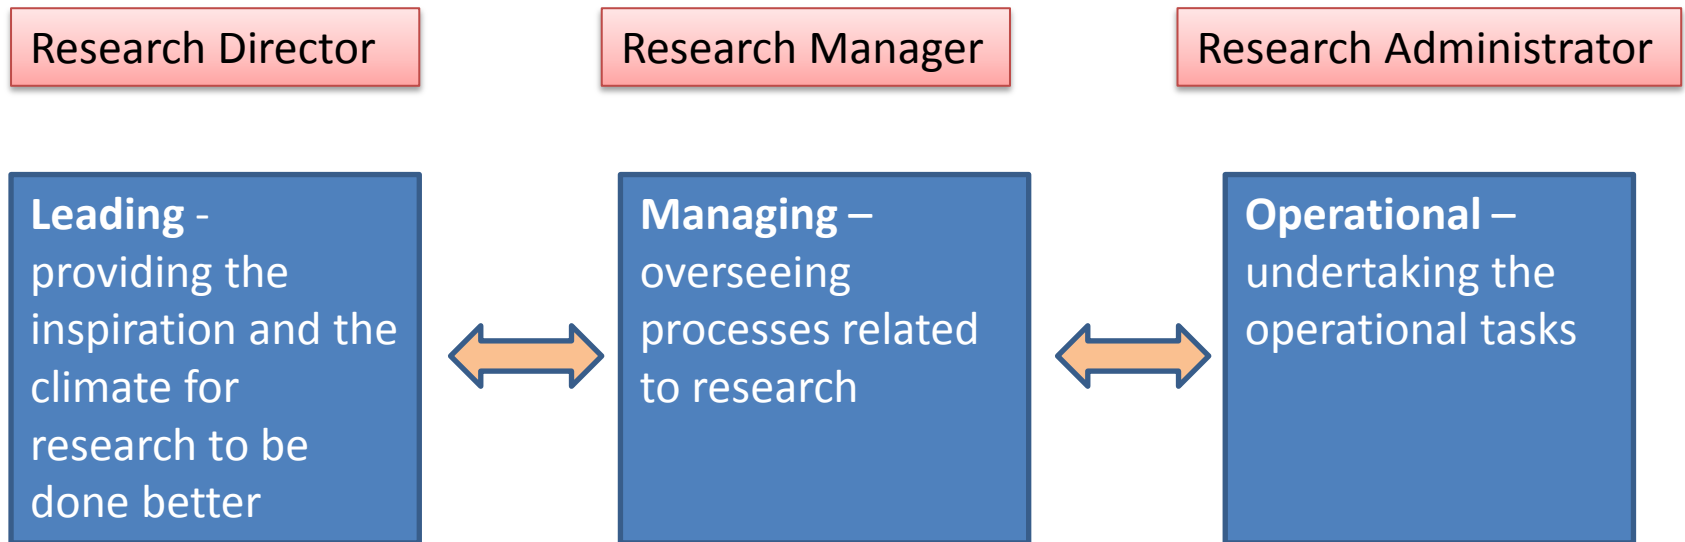 Research Director
Research Manager
Research Administrator
Leading -
providing the
inspiration and the
climate for
research to be
done better
Managing –
overseeing
processes related
to research
Operational –
undertaking the
operational tasks